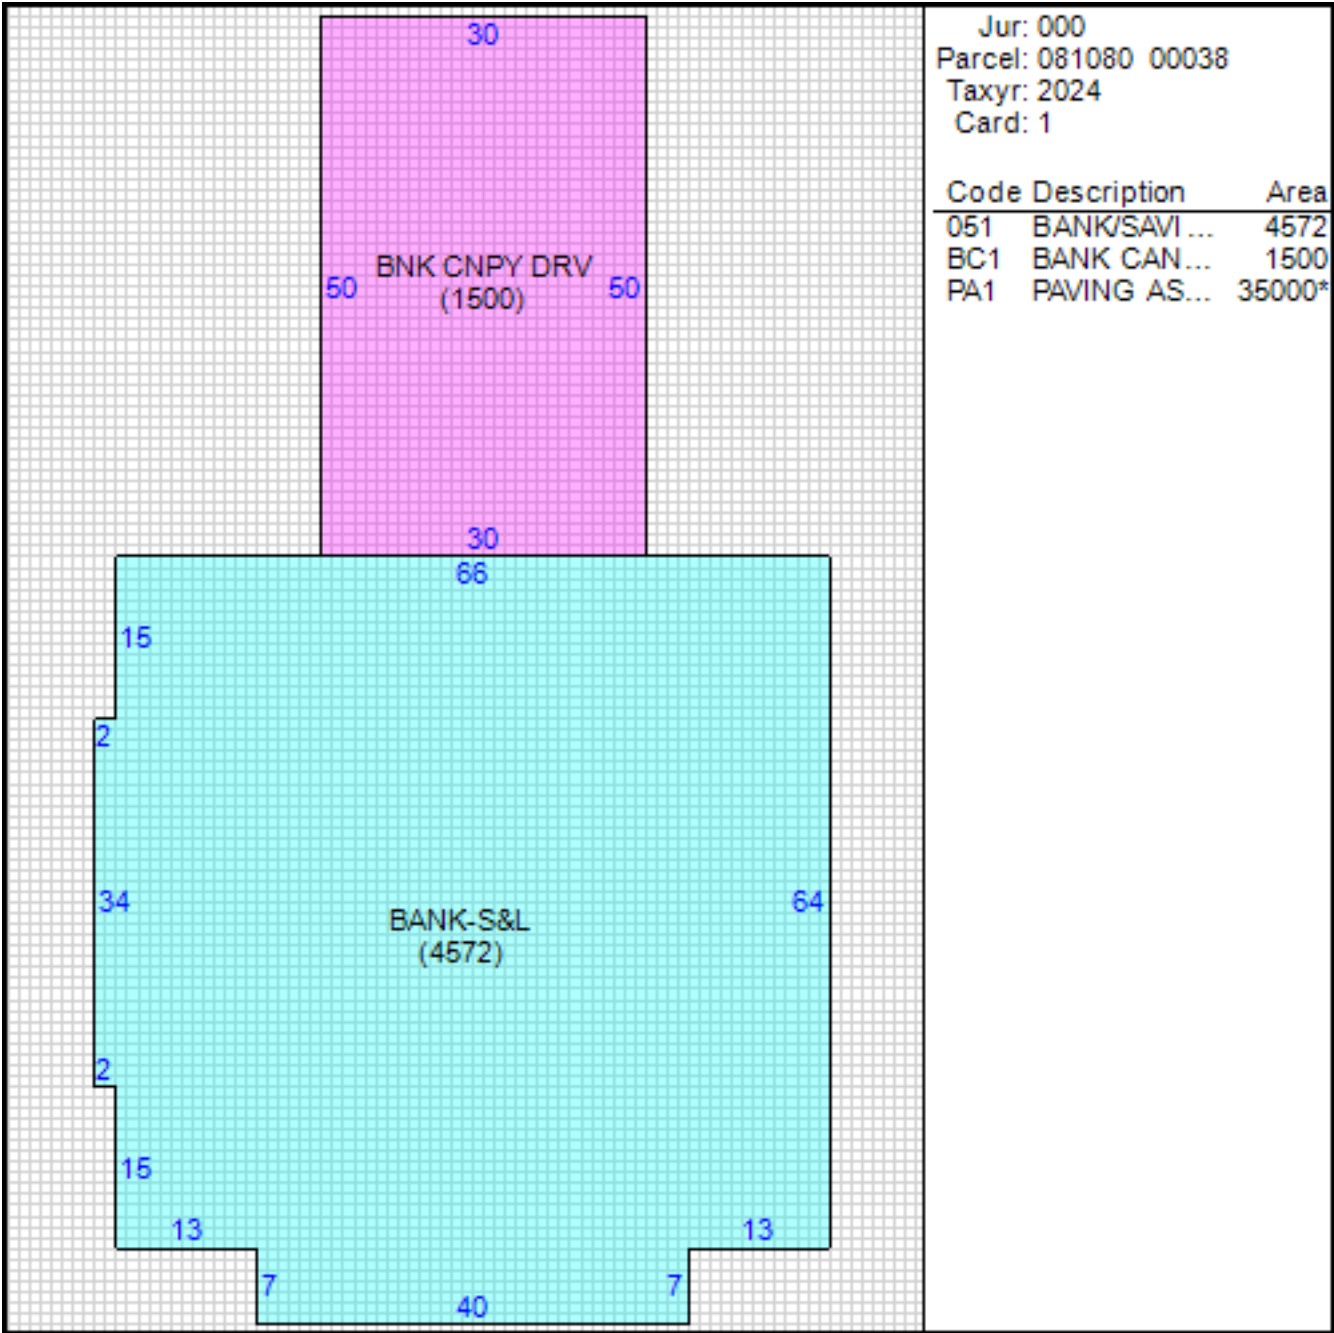 30
BNK CNPY DRV
(1500)
50
50
30
66
15
2
34
64
BANK-S&L
(4572)
2
15
13
13
7
7
40
Jur: 000
Parcel: 081080 00038
Taxyr: 2024
Card: 1
Code Description Area
051 BANK/SAVI ... 4572
BC1 BANK CAN... 1500
PA1 PAVING AS... 35000*